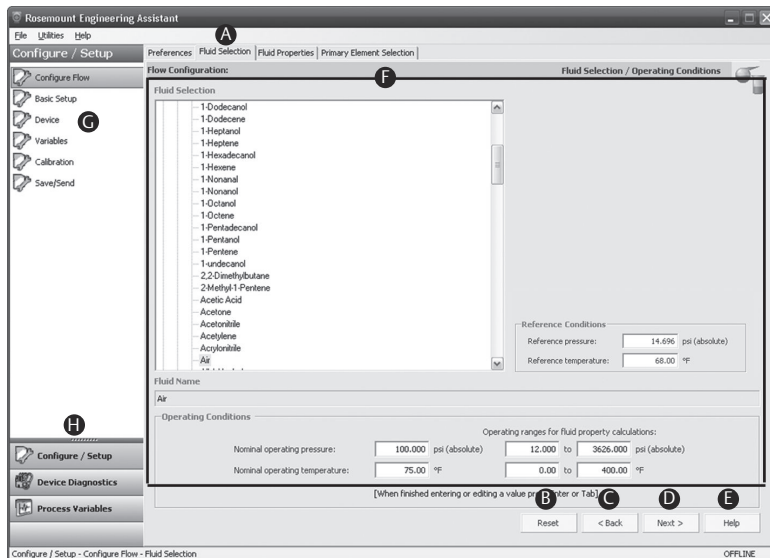 Rosemount Engineering Assistant
File Utilities Help
A
Configure / Setup
Preferences Fluid Selection Fluid Properties Primary Element Selection
Flow Configuration:
F
Fluid Selection / Operating Conditions
Configure Flow
Basic Setup
Device
G
Variables
Calibration
Save/Send
Fluid Selection
1-Dodecanol
1-Dodecene
1-Heptanol
1-Heptene
1-Hexadecanol
1-Hexene
1-Nonanal
1-Nonanol
1-Octanol
1-Octene
1-Pentadecanol
1-Pentanol
1-Pentene
1-undecanol
2,2-Dimethylbutane
2-Methyl-1-Pentene
Acetic Acid
Acetone
Acetonitrile
Acetylene
Acrylonitrile
Air
Reference Conditions
Reference pressure: 14.696 psi (absolute)
Reference temperature: 68.00 °F
Fluid Name
Air
Operating Conditions
Operating ranges for fluid property calculations:
Nominal operating pressure: 100.000 psi (absolute) 12.000 to 3626.000 psi (absolute)
Nominal operating temperature: 75.00 °F 0.00 to 400.00 °F
[When finished entering or editing a value or Tab]
H
Configure / Setup
Device Diagnostics
Process Variables
B C D E
Reset < Back Next > Help
Configure / Setup - Configure Flow - Fluid Selection
OFFLINE